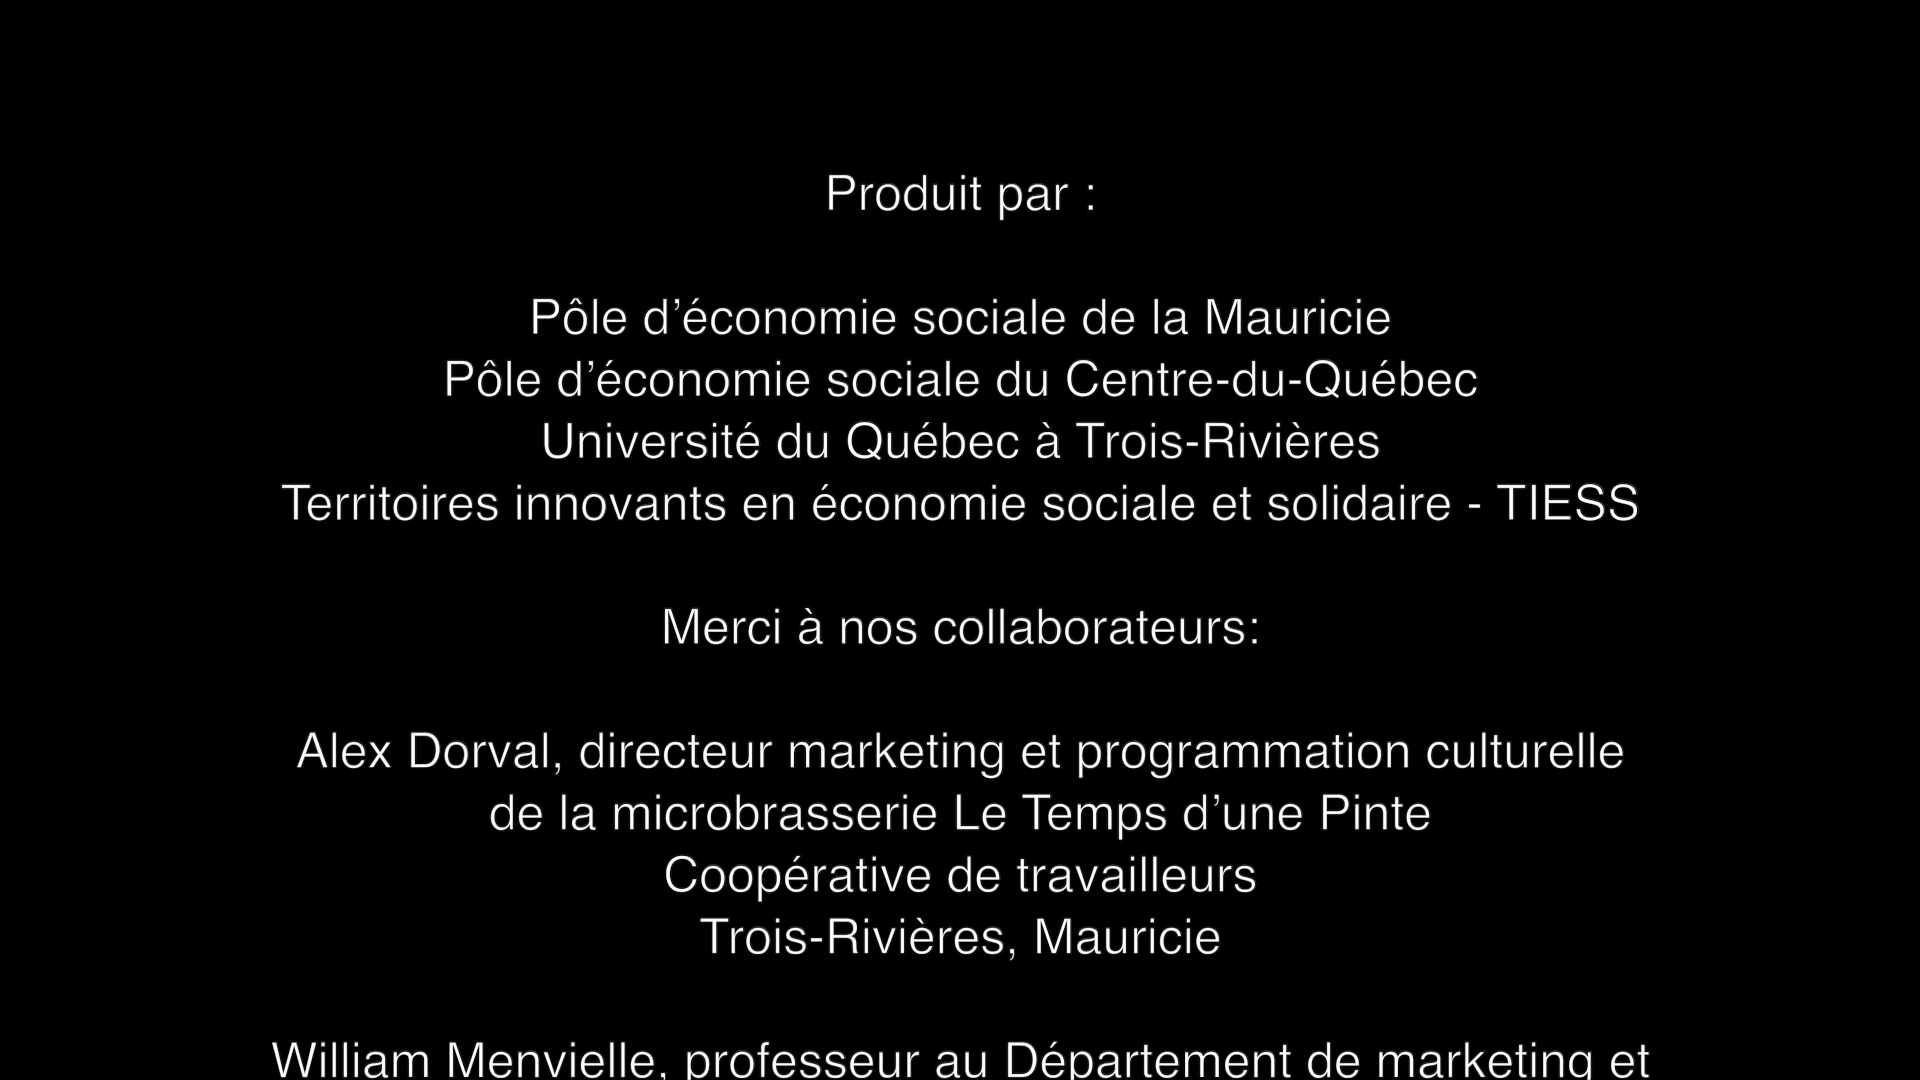 Produit par :
Pôle d’économie sociale de la Mauricie
Pôle d’économie sociale du Centre-du-Québec
Université du Québec à Trois-Rivières
Territoires innovants en économie sociale et solidaire - TIESS
Merci à nos collaborateurs:
Alex Dorval, directeur marketing et programmation culturelle
de la microbrasserie Le Temps d’une Pinte
Coopérative de travailleurs
Trois-Rivières, Mauricie
William Menvielle, professeur au Département de marketing et